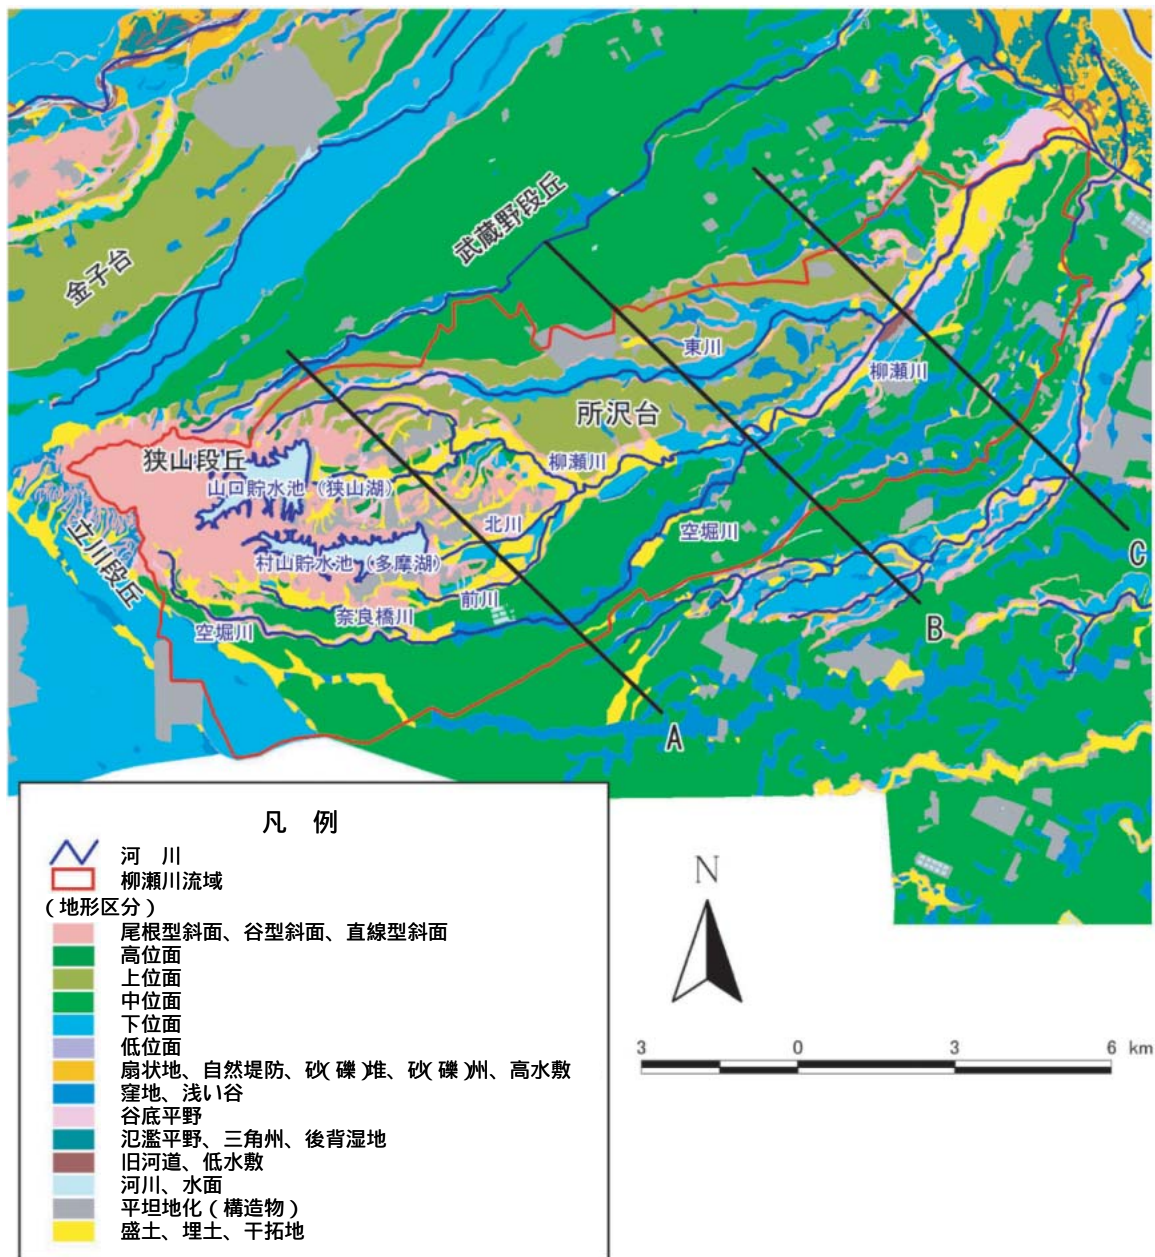 武蔵野段丘
金子台
東川
柳瀬川
所沢台
狭山段丘
柳瀬川
山口貯水池（狭山湖）
北川
立川段丘
空堀川
村山貯水池（多摩湖）
前川
奈良橋川
空堀川
C
B
A
凡　例
河　川
柳瀬川流域
（地形区分）
尾根型斜面、谷型斜面、直線型斜面
高位面
上位面
中位面
下位面
低位面
扇状地、自然堤防、砂(礫)堆、砂(礫)州、高水敷
窪地、浅い谷
谷底平野
氾濫平野、三角州、後背湿地
旧河道、低水敷
河川、水面
平坦地化（構造物）
盛土、埋土、干拓地
N
3 0 3 6 km